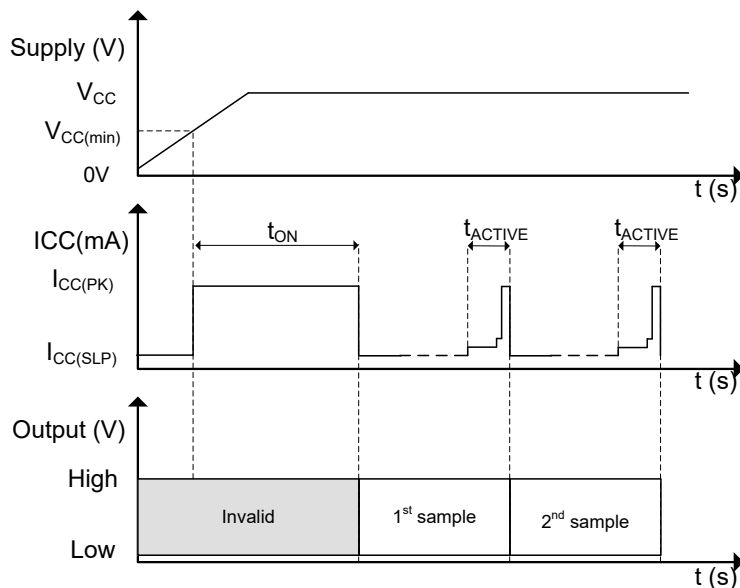 Supply (V)
VCC
VCC(min)
0V
t (s)
ICC(mA)
tON
tACTIVE
tACTIVE
ICC(PK)
ICC(SLP)
t (s)
Output (V)
High
Invalid
1st sample
2nd sample
Low
t (s)